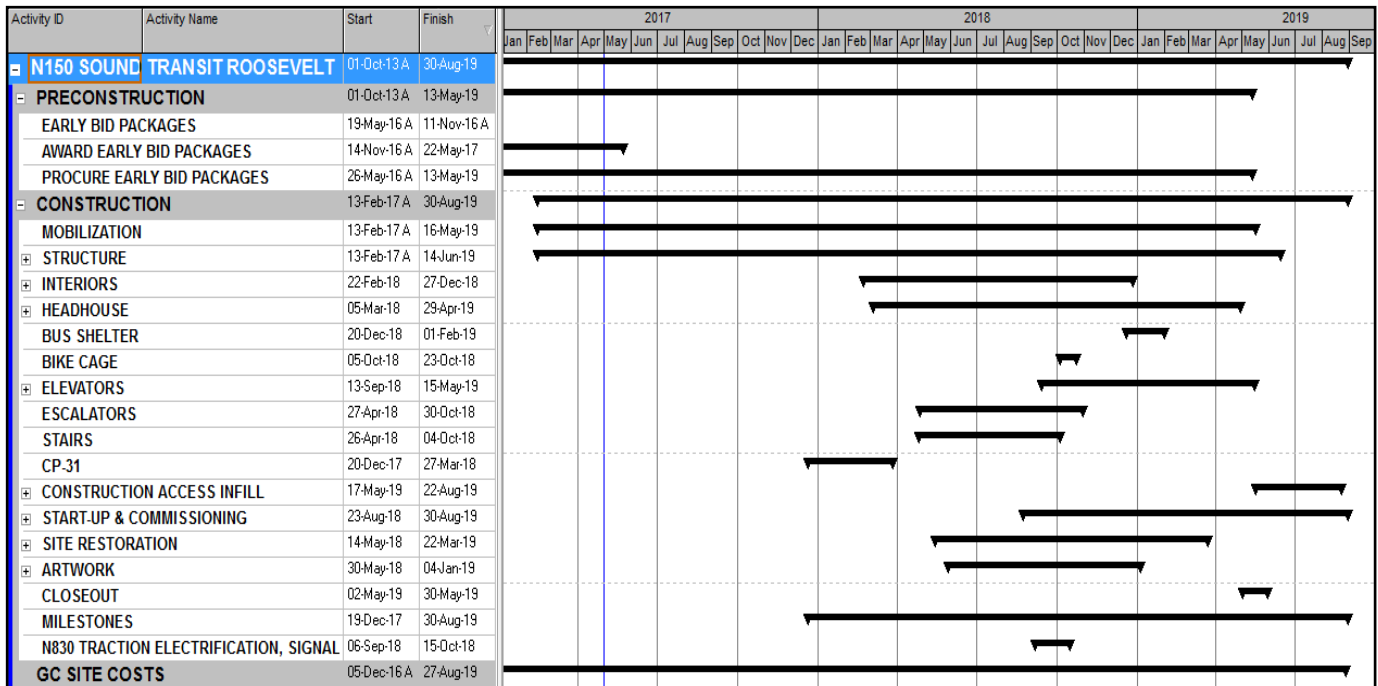 Activity ID Activity Name Start Finish 2017 2018 2019
Jan Feb Mar Apr May Jun Jul Aug Sep Oct Nov Dec Jan Feb Mar Apr May Jun Jul Aug Sep Oct Nov Dec Jan Feb Mar Apr May Jun Jul Aug Sep
N150 SOUND TRANSIT ROOSEVELT 01-Oct-13 A 30-Aug-19
PRECONSTRUCTION 01-Oct-13 A 13-May-19
EARLY BID PACKAGES 19-May-16 A 11-Nov-16 A
AWARD EARLY BID PACKAGES 14-Nov-16 A 22-May-17
PROCURE EARLY BID PACKAGES 26-May-16 A 13-May-19
CONSTRUCTION 13-Feb-17 A 30-Aug-19
MOBILIZATION 13-Feb-17 A 16-May-19
STRUCTURE 13-Feb-17 A 14-Jun-19
INTERIORS 22-Feb-18 27-Dec-18
HEADHOUSE 05-Mar-18 29-Apr-19
BUS SHELTER 20-Dec-18 01-Feb-19
BIKE CAGE 05-Oct-18 23-Oct-18
ELEVATORS 13-Sep-18 15-May-19
ESCALATORS 27-Apr-18 30-Oct-18
STAIRS 26-Apr-18 04-Oct-18
CP-31 20-Dec-17 27-Mar-18
CONSTRUCTION ACCESS INFILL 17-May-19 22-Aug-19
START-UP & COMMISSIONING 23-Aug-18 30-Aug-19
SITE RESTORATION 14-May-18 22-Mar-19
ARTWORK 30-May-18 04-Jan-19
CLOSEOUT 02-May-19 30-May-19
MILESTONES 19-Dec-17 30-Aug-19
N830 TRACTION ELECTRIFICATION, SIGNAL 06-Sep-18 15-Oct-18
GC SITE COSTS 05-Dec-16 A 27-Aug-19